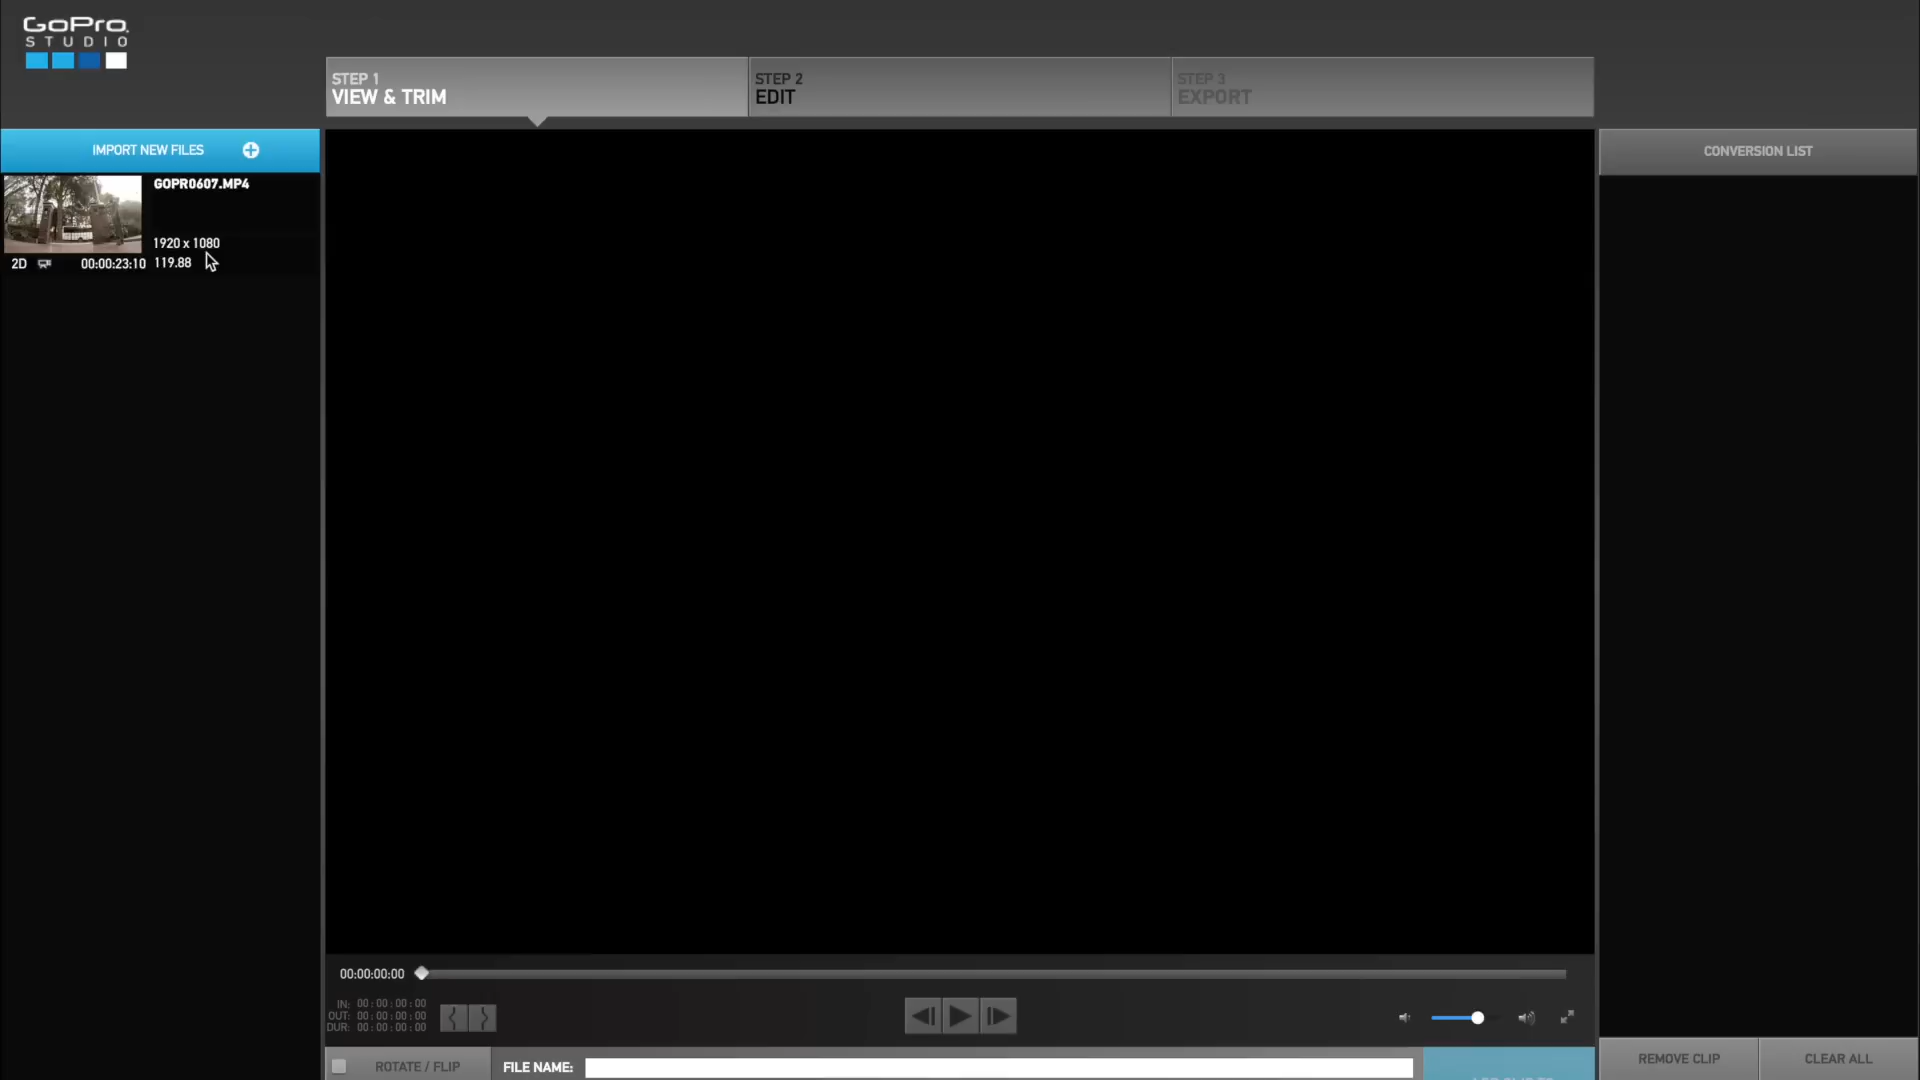 GoPro
STUDIO
STEP 1
VIEW & TRIM
STEP 2
EDIT
STEP 3
EXPORT
IMPORT NEW FILES
CONVERSION LIST
GOPR0607.MP4
1920 x 1080
2D 00:00:23:10 119.88
00:00:00:00
IN: 00:00:00:00
OUT: 00:00:00:00
DUR: 00:00:00:00
ROTATE / FLIP
FILE NAME:
REMOVE CLIP
CLEAR ALL